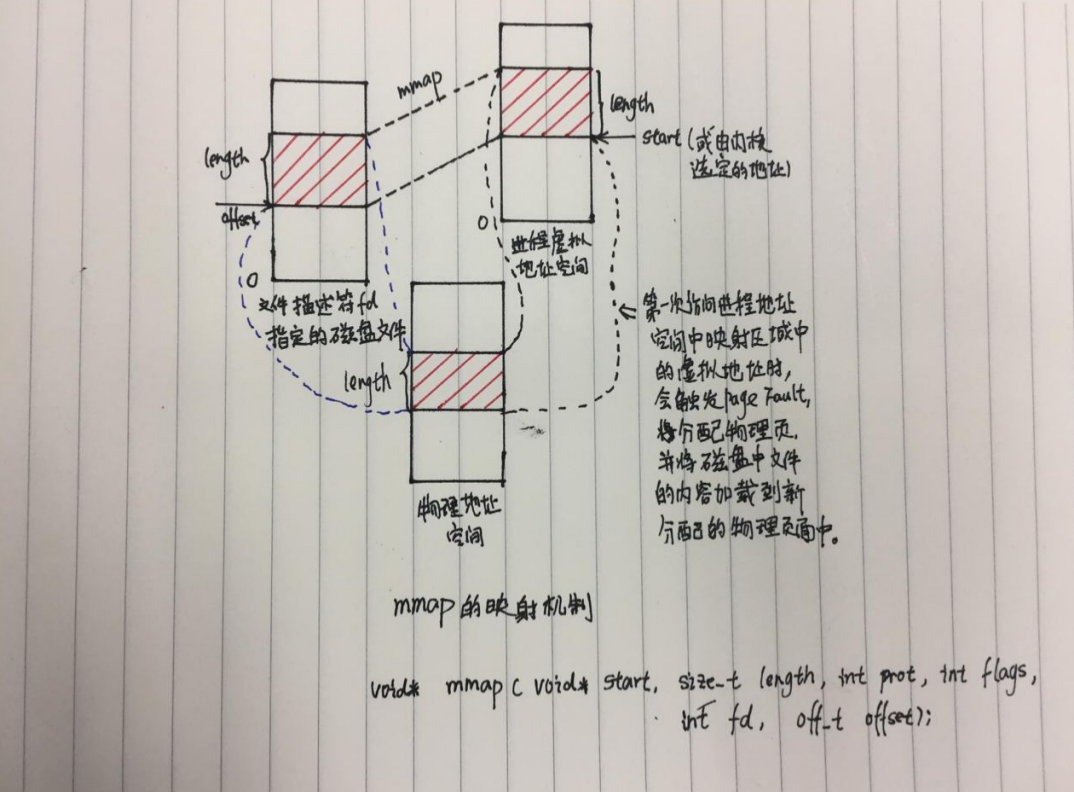 mmap
length
start (或由内核
选定的地址)
length
offset
0
进程虚拟
地址空间
0
文件描述符fd
指定的磁盘文件
第一次访问进程地址
空间中映射区域中
的虚拟地址时,
会触发page Fault,
将分配物理页,
并将磁盘中文件
的内容加载到新
分配的物理页面中。
length
物理地址
空间
mmap的映射机制
void* mmap ( void* start, size_t length, int prot, int flags,
int fd, off_t offset);